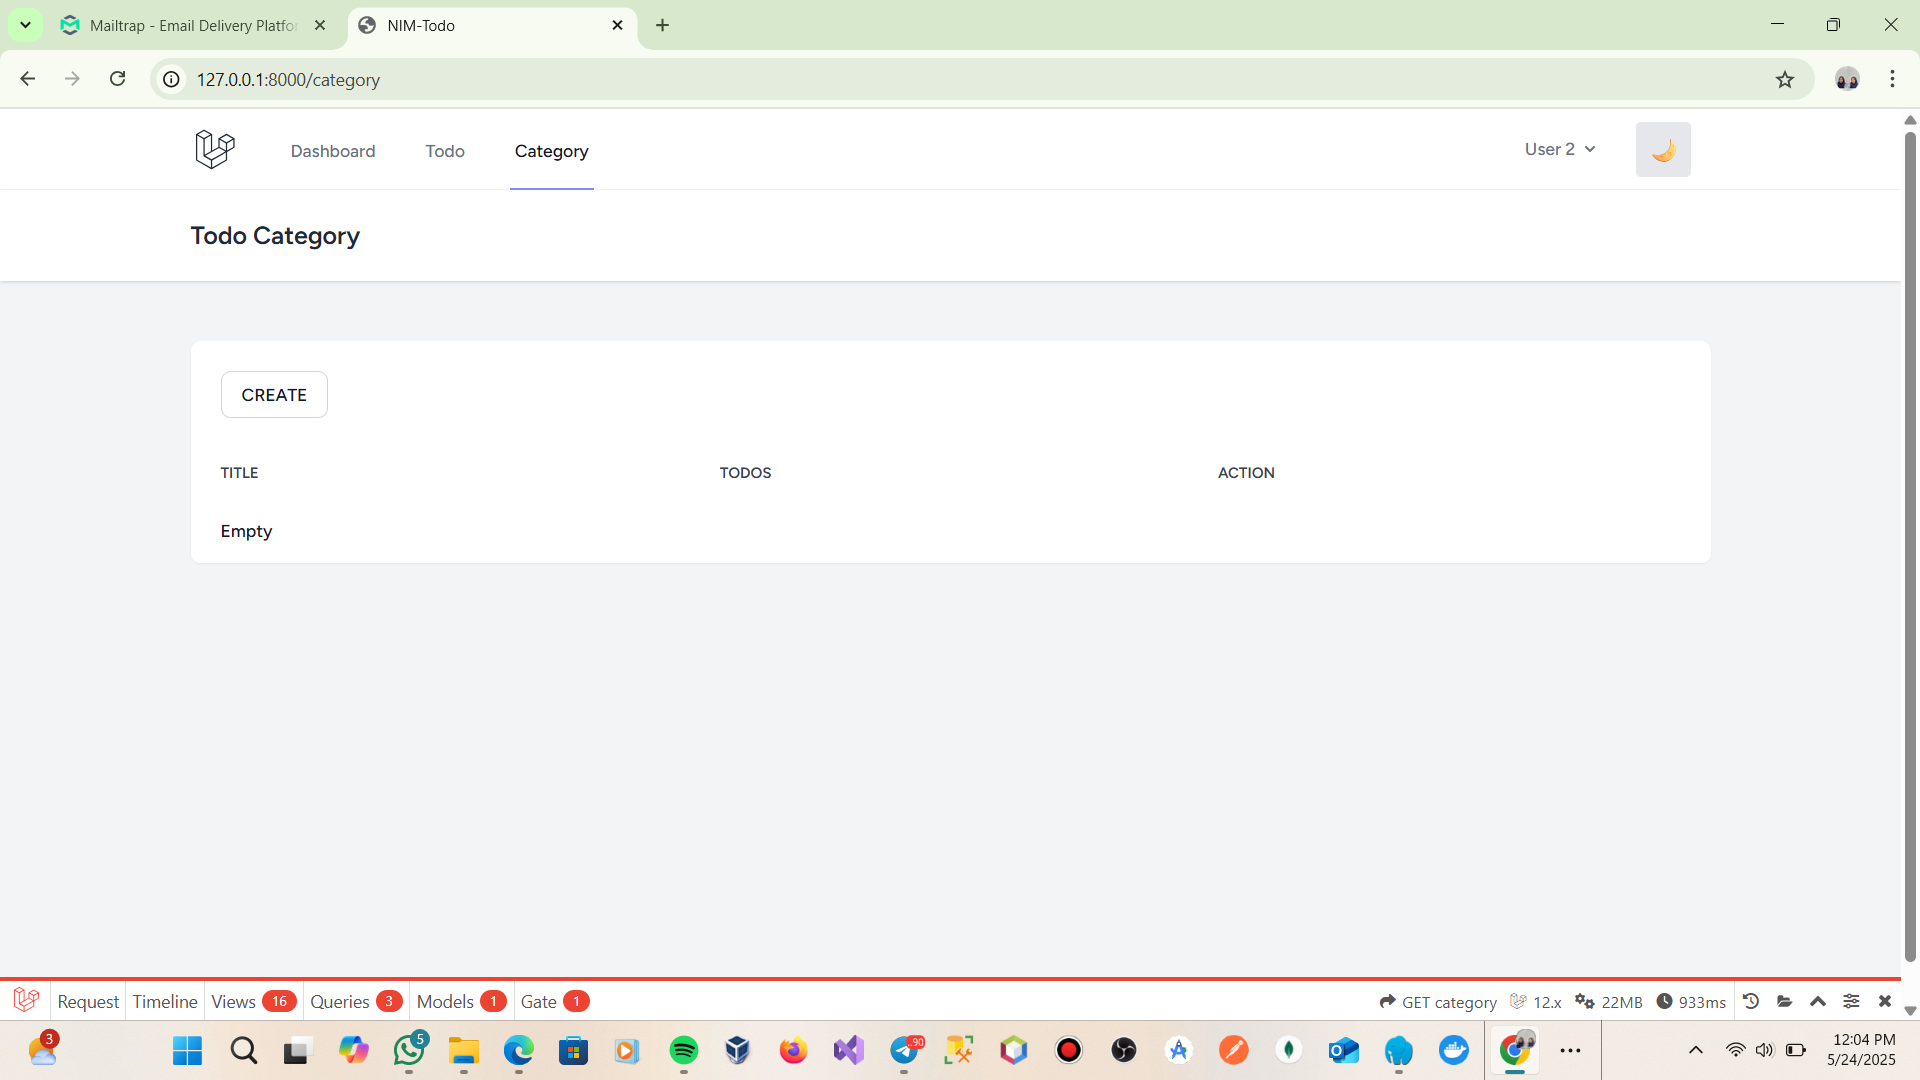 Mailtrap - Email Delivery Platfo
NIM-Todo
127.0.0.1:8000/category
Dashboard
Todo
Category
User 2
Todo Category
CREATE
TITLE TODOS ACTION
Empty
Request Timeline Views 16 Queries 3 Models 1 Gate 1 GET category 12.x 22MB 933ms
3
5
.90
12:04 PM
5/24/2025